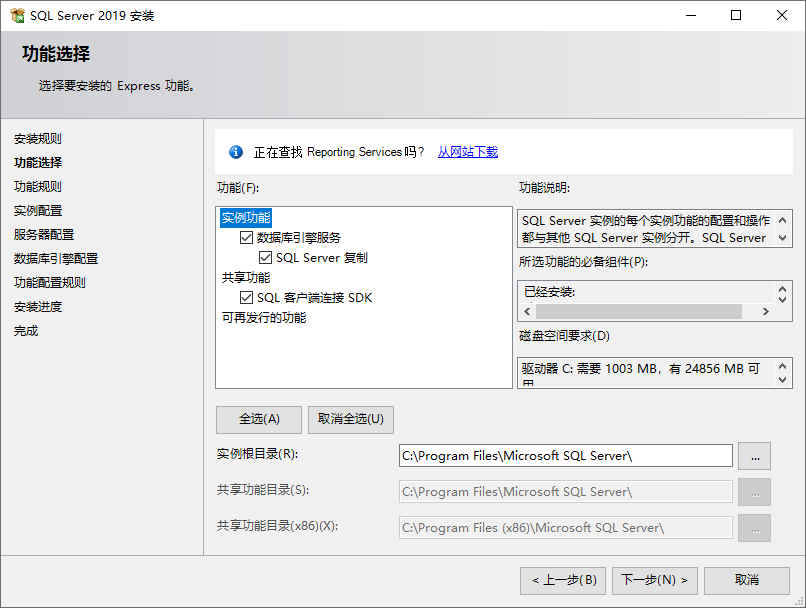 SQL Server 2019 安装
功能选择
选择要安装的 Express 功能。
安装规则
功能选择
功能规则
实例配置
服务器配置
数据库引擎配置
功能配置规则
安装进度
完成
正在查找 Reporting Services 吗? 从网站下载
功能(F):
实例功能
数据库引擎服务
SQL Server 复制
共享功能
SQL 客户端连接 SDK
可再发行的功能
功能说明:
SQL Server 实例的每个实例功能的配置和操作
都与其他 SQL Server 实例分开。SQL Server
所选功能的必备组件(P):
已经安装:
磁盘空间要求(D)
驱动器 C: 需要 1003 MB，有 24856 MB 可
用
全选(A) 取消全选(U)
实例根目录(R): C:\Program Files\Microsoft SQL Server\ ...
共享功能目录(S): C:\Program Files\Microsoft SQL Server\ ...
共享功能目录(x86)(X): C:\Program Files (x86)\Microsoft SQL Server\ ...
< 上一步(B) 下一步(N) > 取消